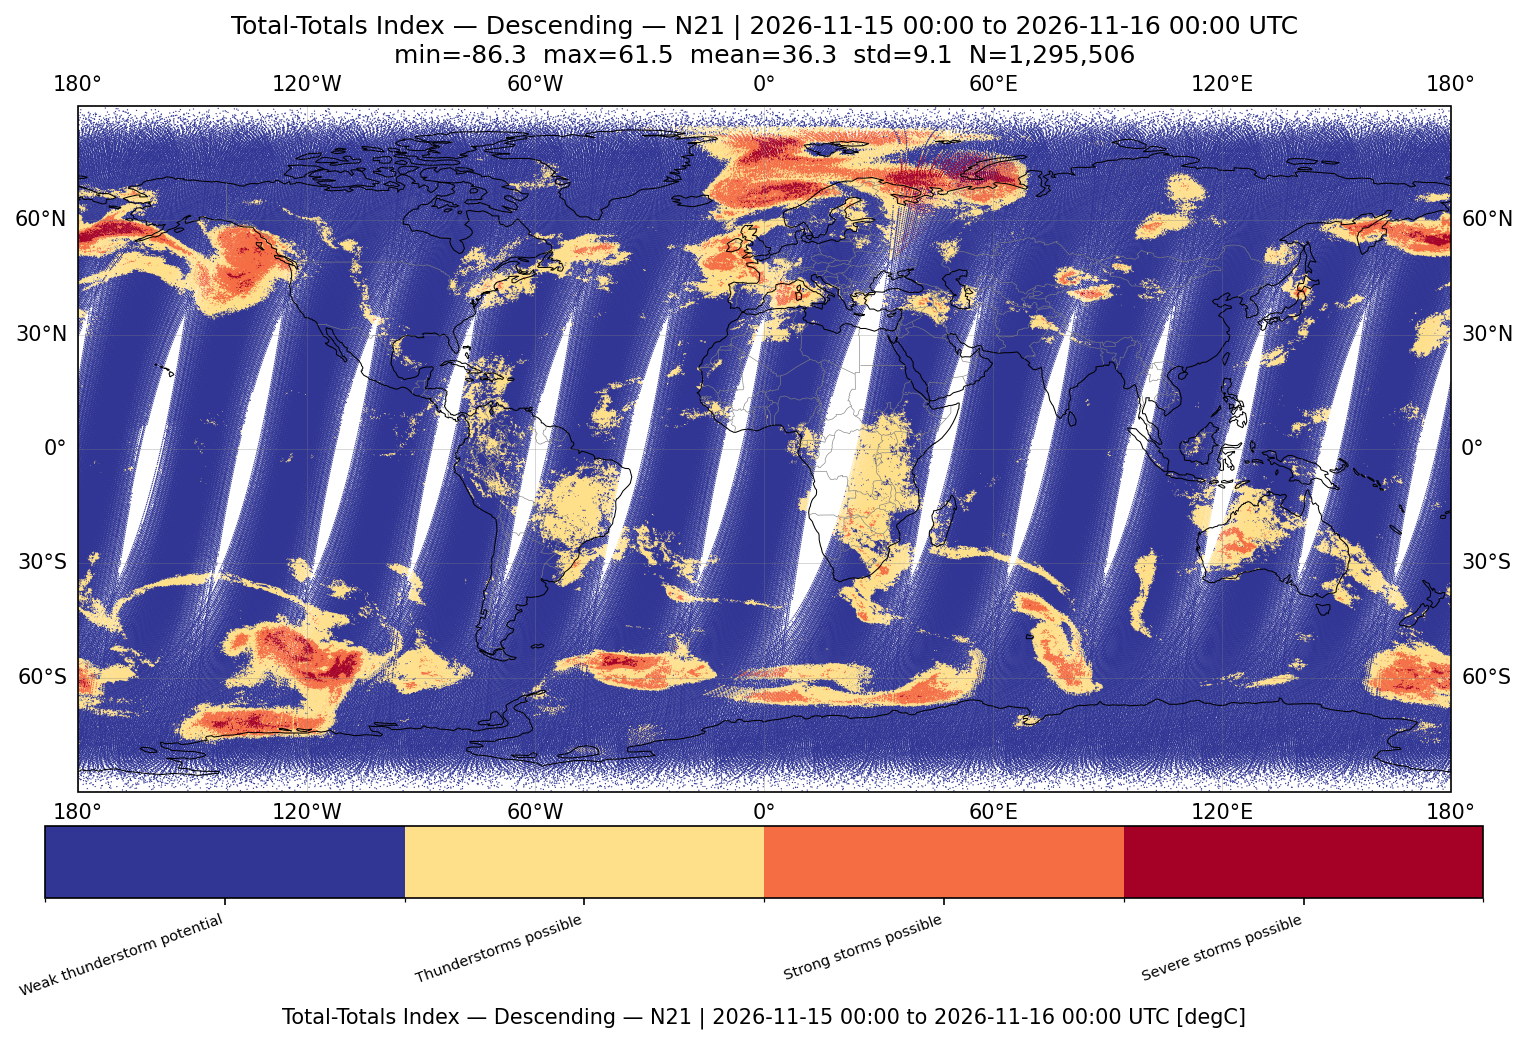 Total-Totals Index — Descending — N21 | 2026-11-15 00:00 to 2026-11-16 00:00 UTC
min=-86.3 max=61.5 mean=36.3 std=9.1 N=1,295,506
180° 120°W 60°W 0° 60°E 120°E 180°
60°N 60°N
30°N 30°N
0° 0°
30°S 30°S
60°S 60°S
180° 120°W 60°W 0° 60°E 120°E 180°
Weak thunderstorm potential Thunderstorms possible Strong storms possible Severe storms possible
Total-Totals Index — Descending — N21 | 2026-11-15 00:00 to 2026-11-16 00:00 UTC [degC]